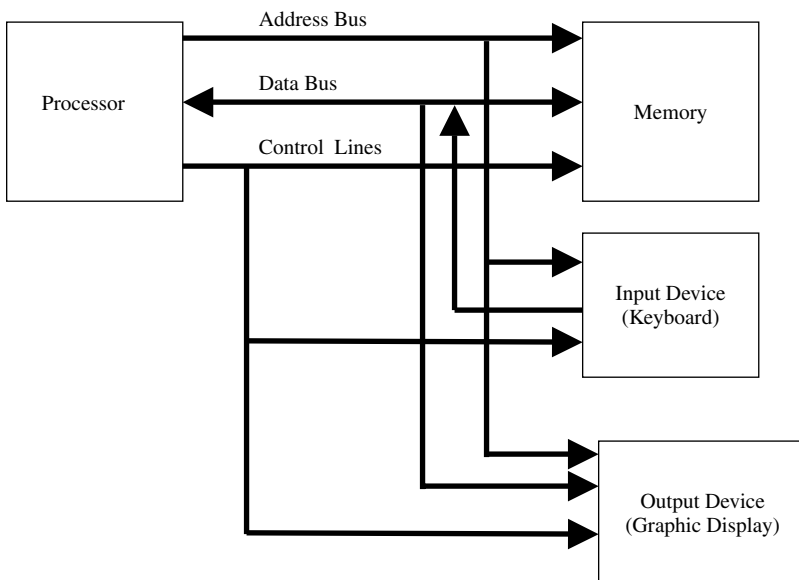 Address Bus
Data Bus
Processor
Memory
Control Lines
Input Device
(Keyboard)
Output Device
(Graphic Display)